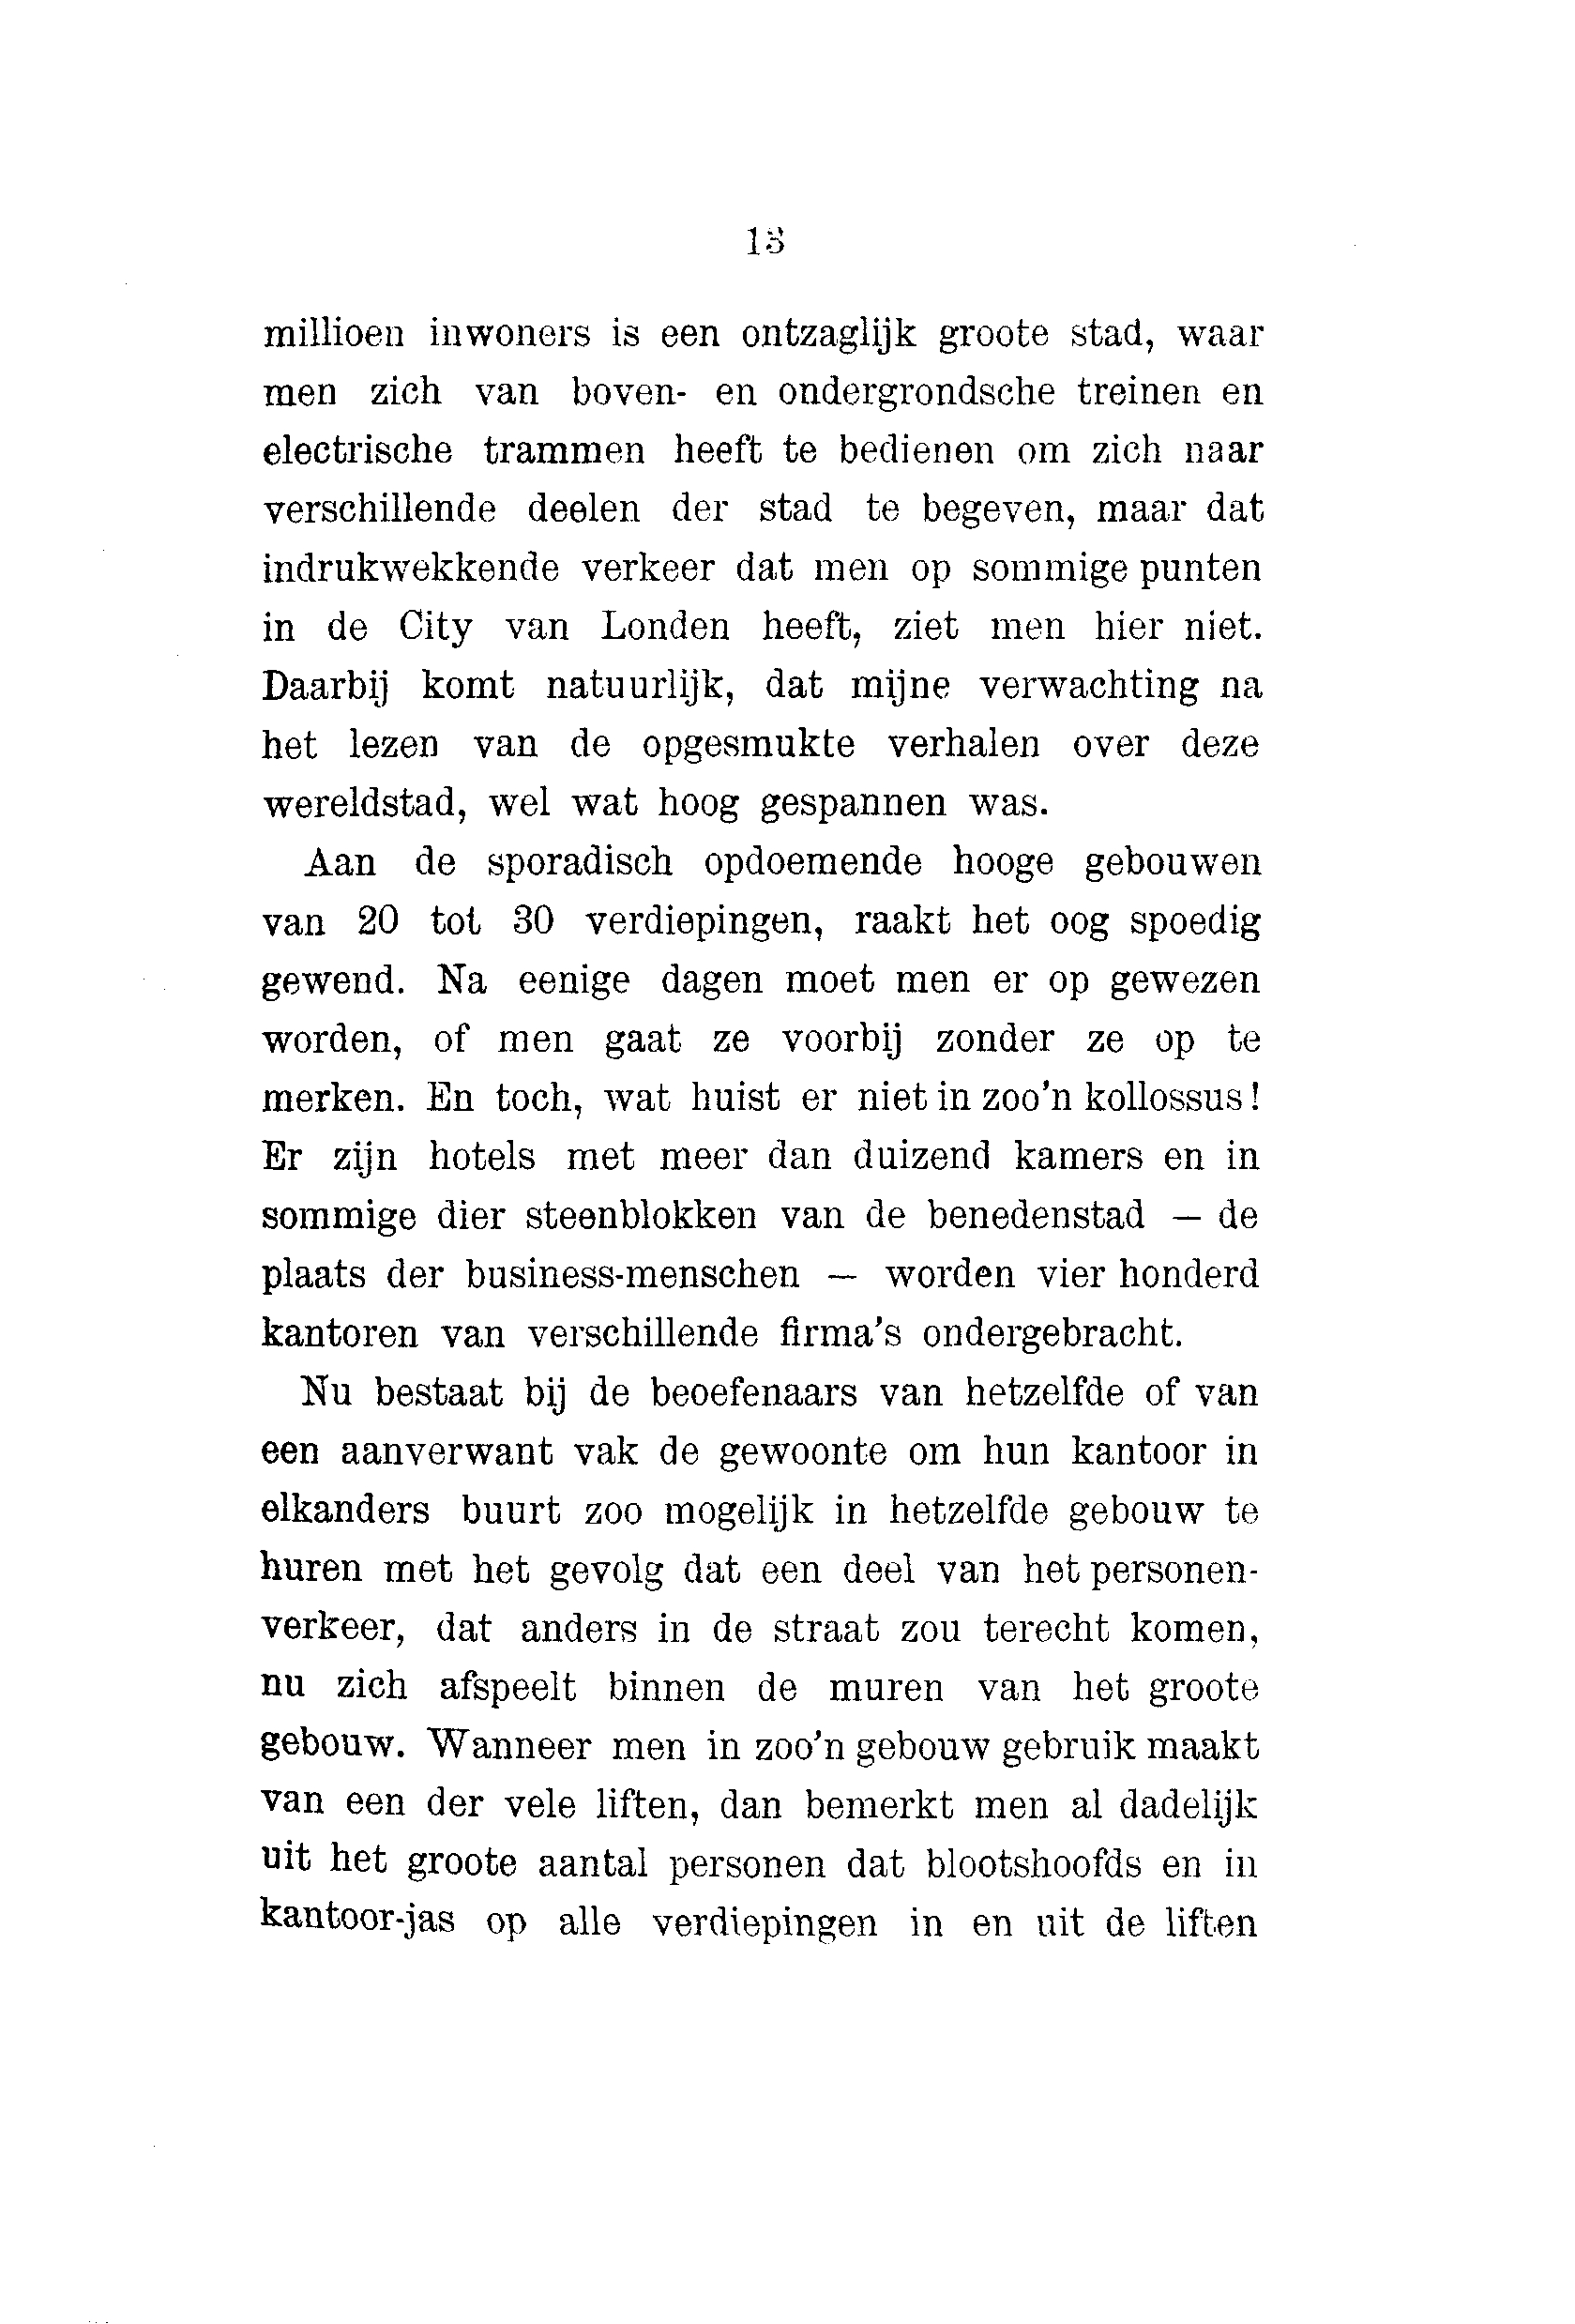 13
millioen inwoners is een ontzaglijk groote stad, waar
men zich van boven- en ondergrondsche treinen en
electrische trammen heeft te bedienen om zich naar
verschillende deelen der stad te begeven, maar dat
indrukwekkende verkeer dat men op sommige punten
in de City van Londen heeft, ziet men hier niet.
Daarbij komt natuurlijk, dat mijne verwachting na
het lezen van de opgesmukte verhalen over deze
wereldstad, wel wat hoog gespannen was.
Aan de sporadisch opdoemende hooge gebouwen
van 20 tot 30 verdiepingen, raakt het oog spoedig
gewend. Na eenige dagen moet men er op gewezen
worden, of men gaat ze voorbij zonder ze op te
merken. En toch, wat huist er niet in zoo'n kollossus!
Er zijn hotels met meer dan duizend kamers en in
sommige dier steenblokken van de benedenstad — de
plaats der business-menschen — worden vier honderd
kantoren van verschillende firma's ondergebracht.
Nu bestaat bij de beoefenaars van hetzelfde of van
een aanverwant vak de gewoonte om hun kantoor in
elkanders buurt zoo mogelijk in hetzelfde gebouw te
huren met het gevolg dat een deel van het personen-
verkeer, dat anders in de straat zou terecht komen,
nu zich afspeelt binnen de muren van het groote
gebouw. Wanneer men in zoo'n gebouw gebruik maakt
van een der vele liften, dan bemerkt men al dadelijk
uit het groote aantal personen dat blootshoofds en in
kantoor-jas op alle verdiepingen in en uit de liften